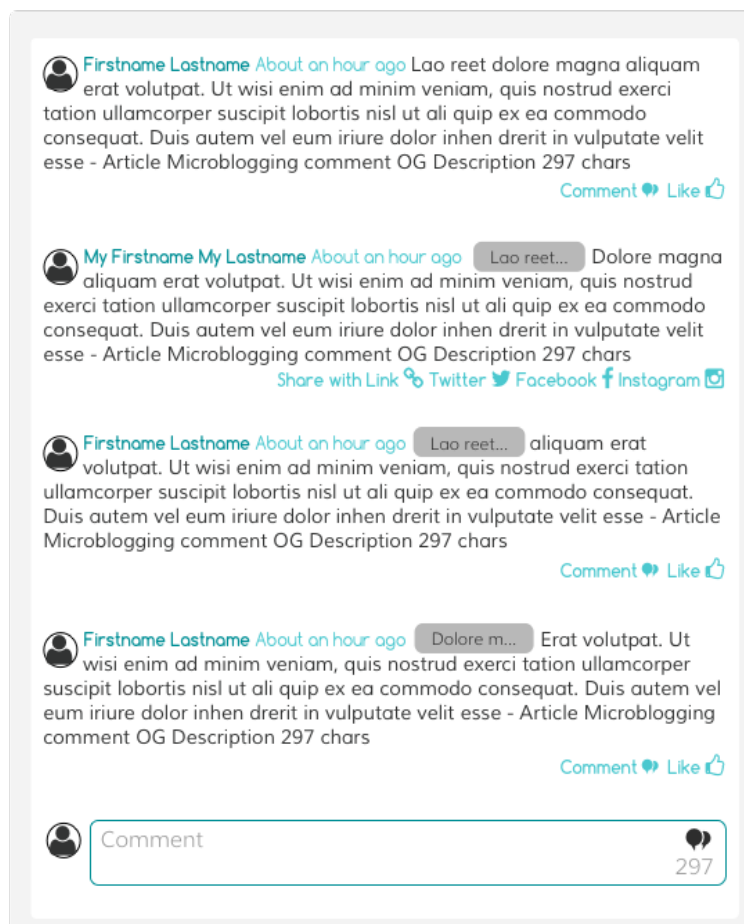 Firstname Lastname About an hour ago Lao reet dolore magna aliquam
erat volutpat. Ut wisi enim ad minim veniam, quis nostrud exerci
tation ullamcorper suscipit lobortis nisl ut ali quip ex ea commodo
consequat. Duis autem vel eum iriure dolor inhen drerit in vulputate velit
esse - Article Microblogging comment OG Description 297 chars
Comment Like
My Firstname My Lastname About an hour ago Lao reet... Dolore magna
aliquam erat volutpat. Ut wisi enim ad minim veniam, quis nostrud
exerci tation ullamcorper suscipit lobortis nisl ut ali quip ex ea commodo
consequat. Duis autem vel eum iriure dolor inhen drerit in vulputate velit
esse - Article Microblogging comment OG Description 297 chars
Share with Link Twitter Facebook Instagram
Firstname Lastname About an hour ago Lao reet... aliquam erat
volutpat. Ut wisi enim ad minim veniam, quis nostrud exerci tation
ullamcorper suscipit lobortis nisl ut ali quip ex ea commodo consequat.
Duis autem vel eum iriure dolor inhen drerit in vulputate velit esse - Article
Microblogging comment OG Description 297 chars
Comment Like
Firstname Lastname About an hour ago Dolore m... Erat volutpat. Ut
wisi enim ad minim veniam, quis nostrud exerci tation ullamcorper
suscipit lobortis nisl ut ali quip ex ea commodo consequat. Duis autem vel
eum iriure dolor inhen drerit in vulputate velit esse - Article Microblogging
comment OG Description 297 chars
Comment Like
Comment
297